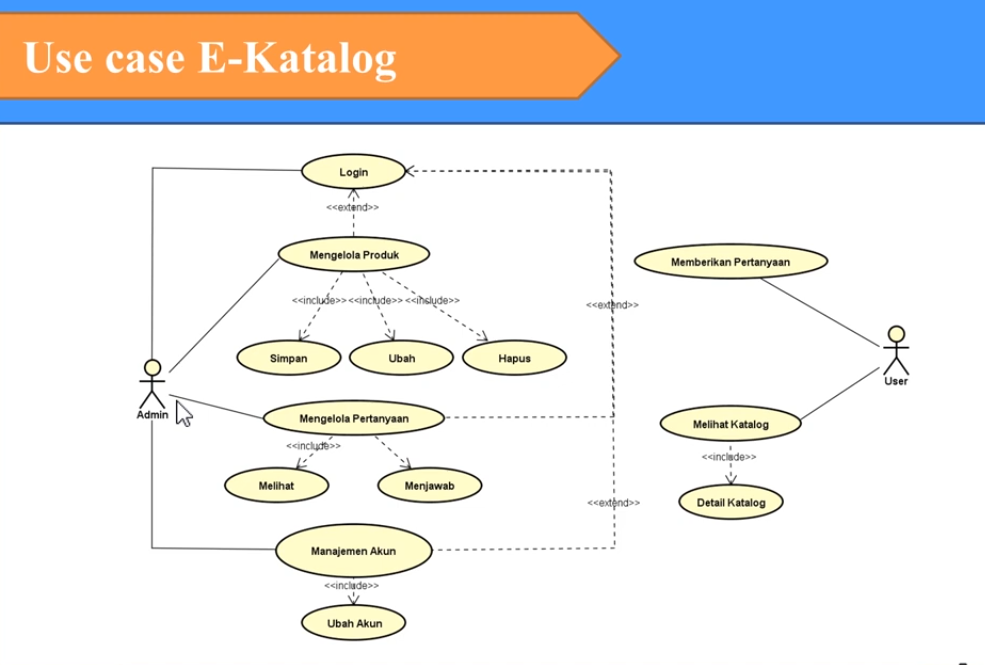 Use case E-Katalog
Login
<<extend>>
Mengelola Produk
Memberikan Pertanyaan
<<include>> <<include>> <<include>>
<<extend>>
Simpan
Ubah
Hapus
User
Admin
Mengelola Pertanyaan
Melihat Katalog
<<include>>
<<include>>
Melihat
Menjawab
Detail Katalog
<<extend>>
Manajemen Akun
<<include>>
Ubah Akun